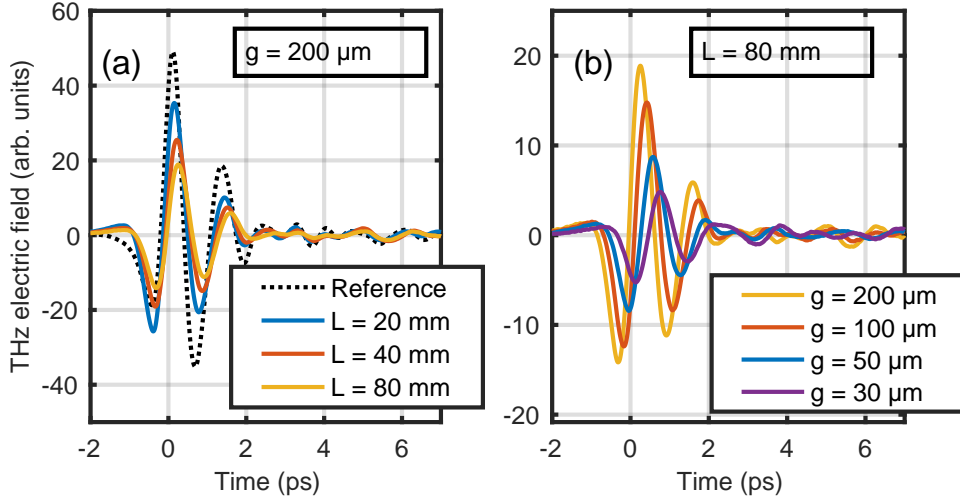 (a)
g = 200 µm
THz electric field (arb. units)
60
40
20
0
-20
-40
-2
0
2
4
6
Time (ps)
Reference
L = 20 mm
L = 40 mm
L = 80 mm
(b)
L = 80 mm
20
10
0
-10
-20
-2
0
2
4
6
Time (ps)
g = 200 µm
g = 100 µm
g = 50 µm
g = 30 µm